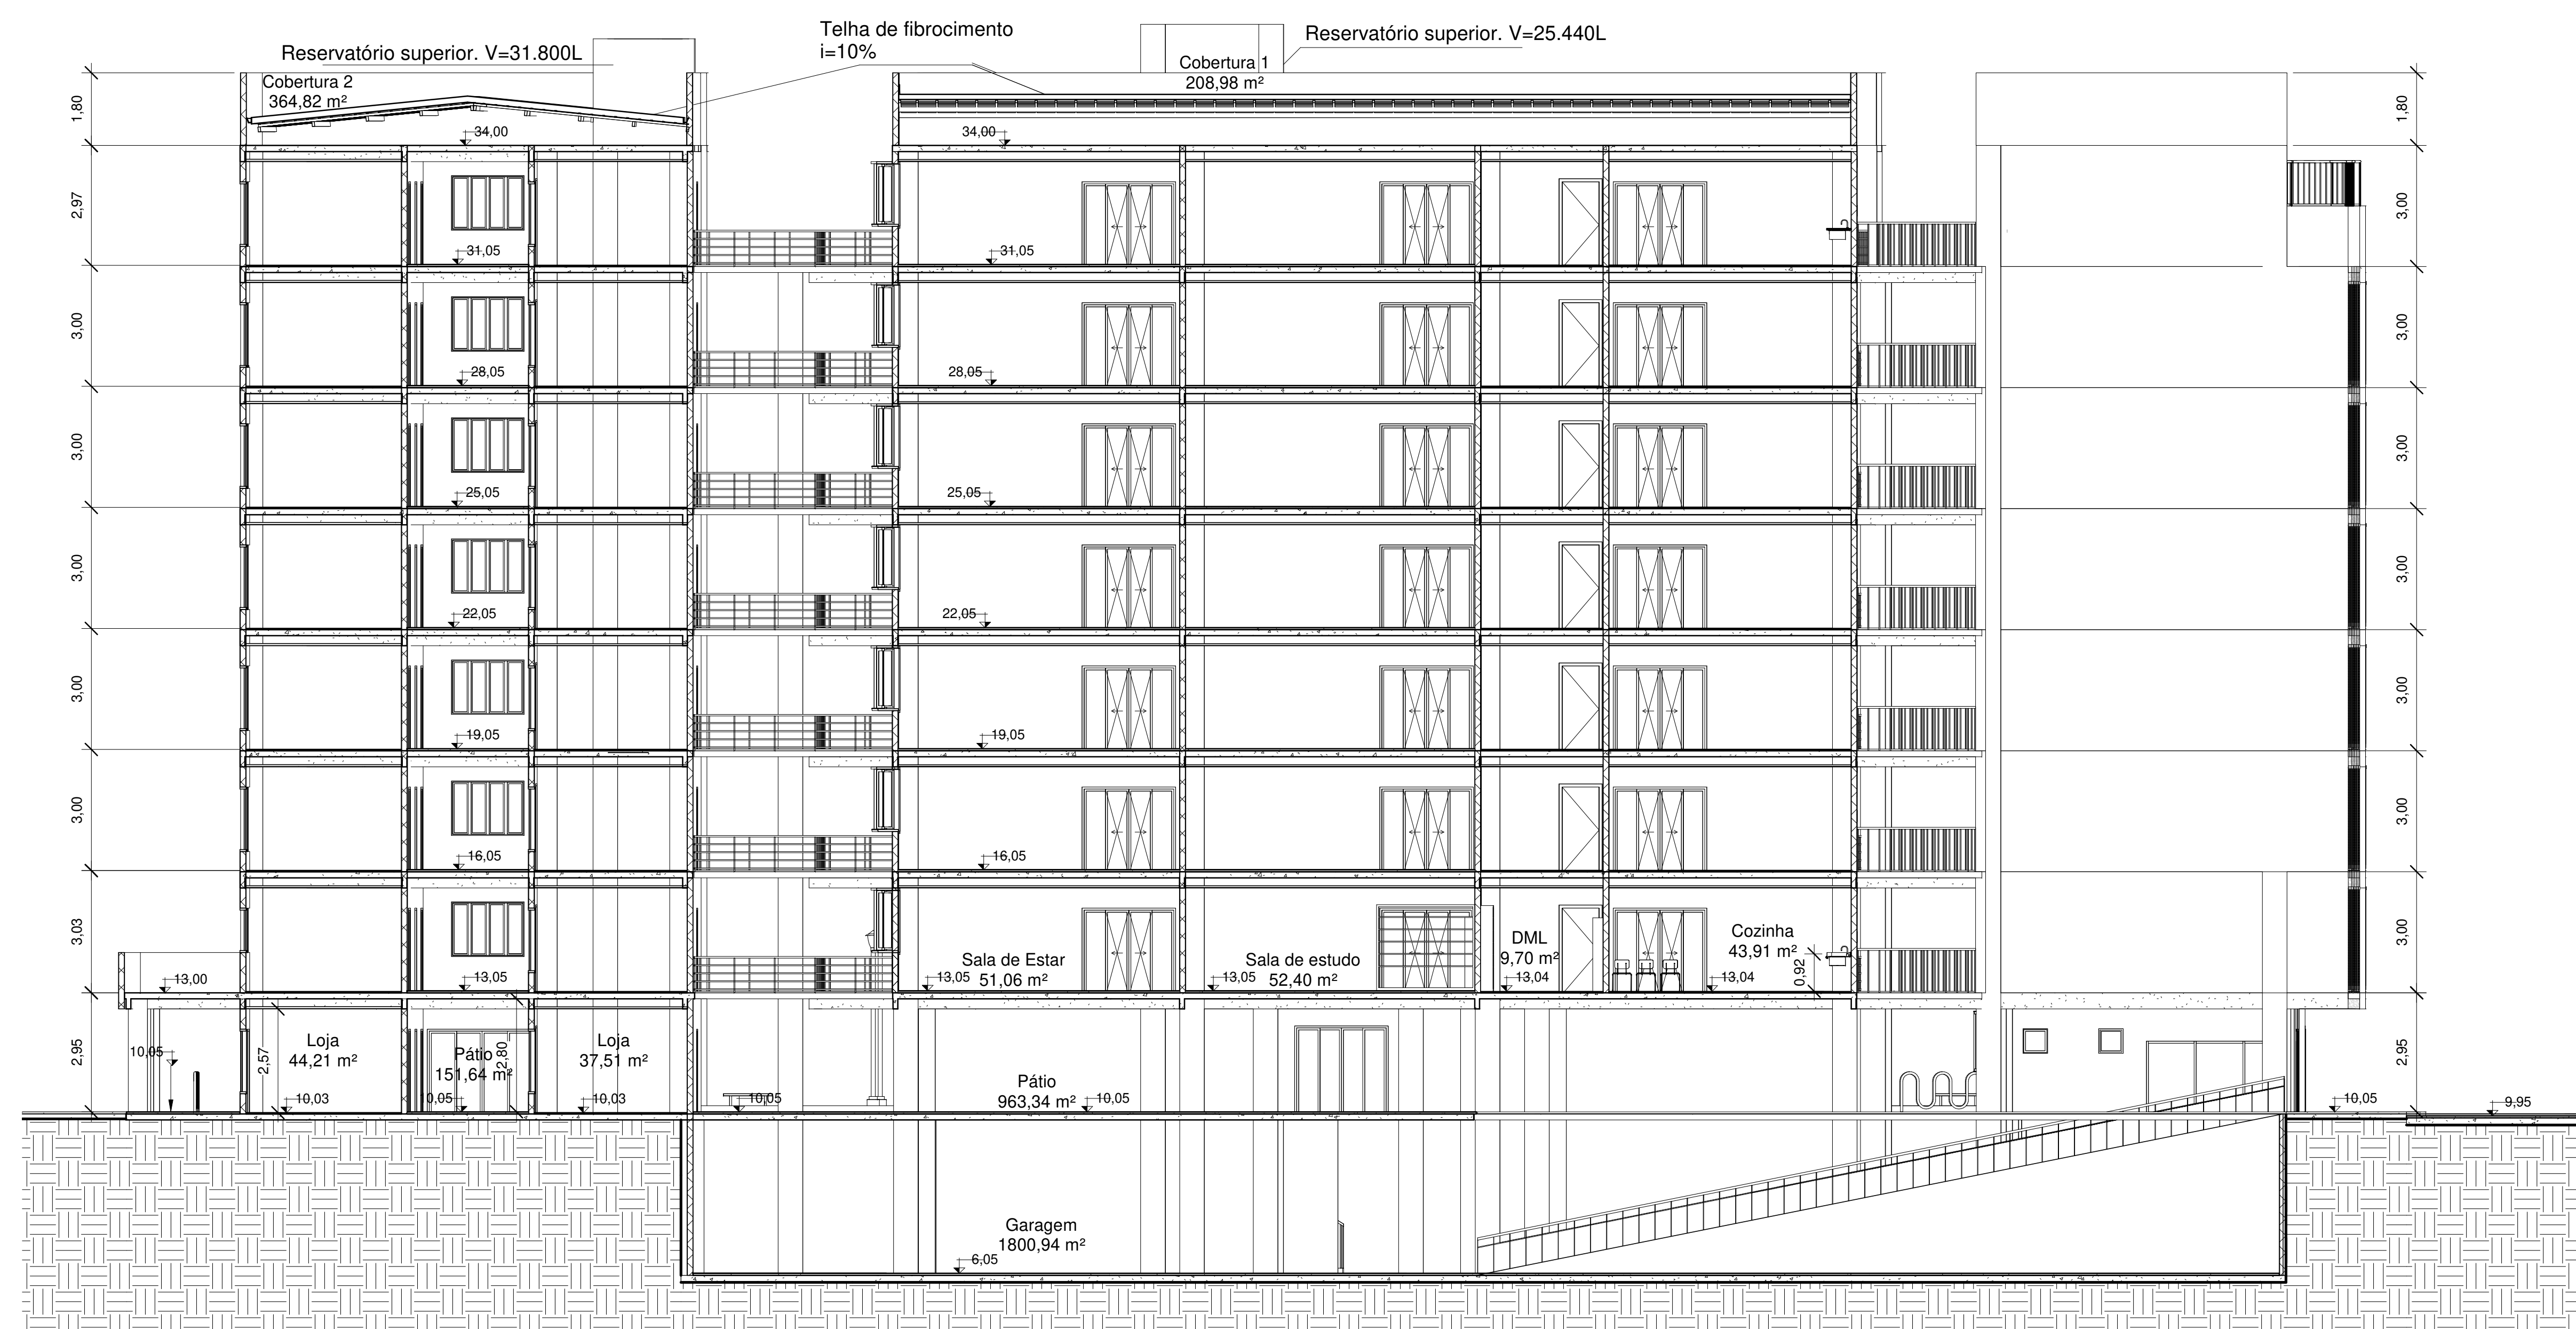 Telha de fibrocimento
i=10%
Reservatório superior. V=25.440L
Reservatório superior. V=31.800L
Cobertura 1
208,98 m²
Cobertura 2
364,82 m²
1,80
1,80
34,00
34,00
2,97
3,00
31,05
31,05
3,00
3,00
28,05
28,05
3,00
3,00
25,05
25,05
3,00
3,00
22,05
22,05
3,00
3,00
19,05
19,05
3,00
3,00
16,05
16,05
3,03
3,00
Sala de Estar
51,06 m²
Sala de estudo
52,40 m²
DML
9,70 m²
Cozinha
43,91 m²
0,92
13,00
13,05
13,05
13,05
13,04
13,04
2,95
2,95
10,05
2,57
Loja
44,21 m²
Pátio
151,64 m²
2,80
Loja
37,51 m²
Pátio
963,34 m²
10,03
10,05
10,03
10,05
10,05
10,05
9,95
Garagem
1800,94 m²
6,05